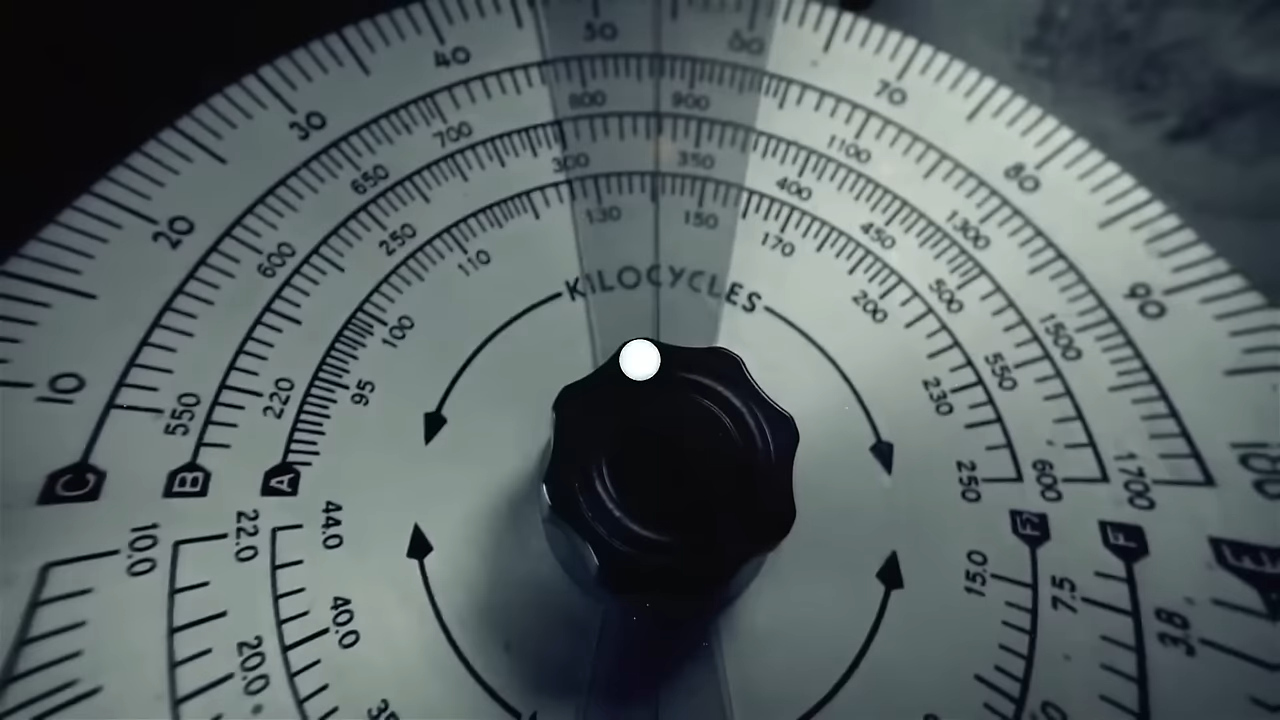 10 20 30 40 50 60 70 80 90 100
550 600 650 700 800 900 1100 1300 1500 1700
220 250 300 350 400 450 500 550 600
95 100 110 130 150 170 200 230 250
KILOCYCLES
C B A
10.0 22.0 44.0
20.0 40.0
F
15.0 7.5 3.8